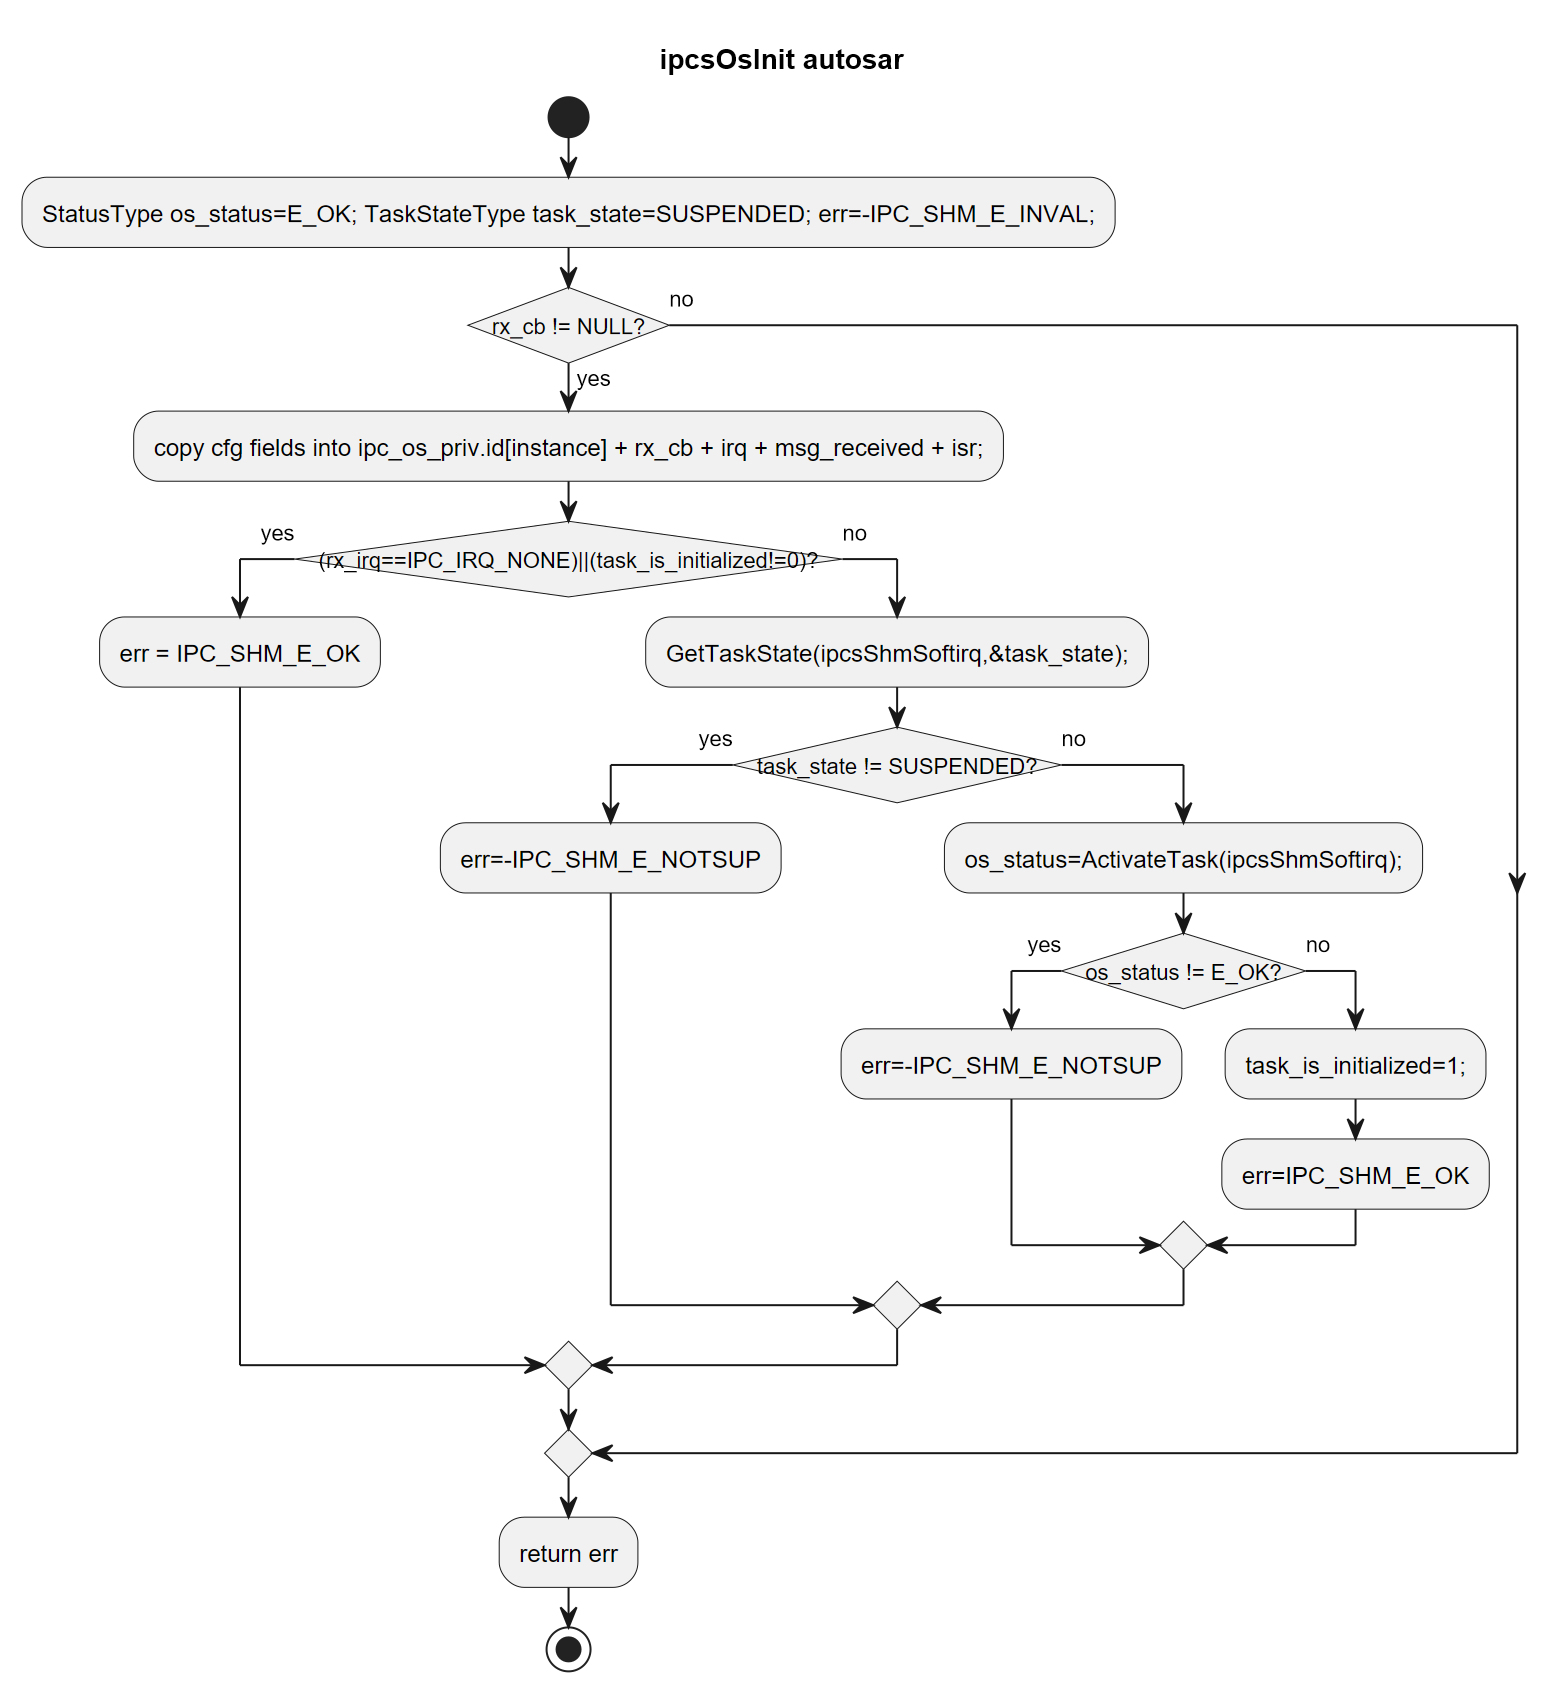 ipcsOsInit autosar
StatusType os_status=E_OK; TaskStateType task_state=SUSPENDED; err=-IPC_SHM_E_INVAL;
rx_cb != NULL?
no
yes
copy cfg fields into ipc_os_priv.id[instance] + rx_cb + irq + msg_received + isr;
yes
(rx_irq==IPC_IRQ_NONE)||(task_is_initialized!=0)?
no
err = IPC_SHM_E_OK
GetTaskState(ipcsShmSoftirq,&task_state);
yes
task_state != SUSPENDED?
no
err=-IPC_SHM_E_NOTSUP
os_status=ActivateTask(ipcsShmSoftirq);
yes
os_status != E_OK?
no
err=-IPC_SHM_E_NOTSUP
task_is_initialized=1;
err=IPC_SHM_E_OK
return err